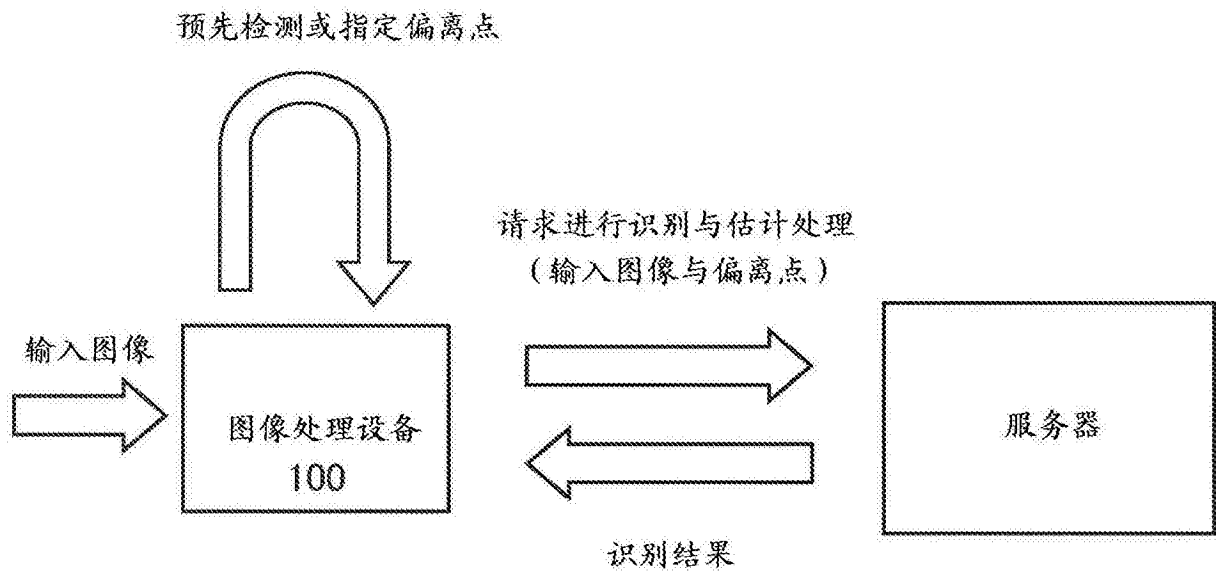 预先检测或指定偏离点
请求进行识别与估计处理
（输入图像与偏离点）
输入图像
图像处理设备
100
服务器
识别结果